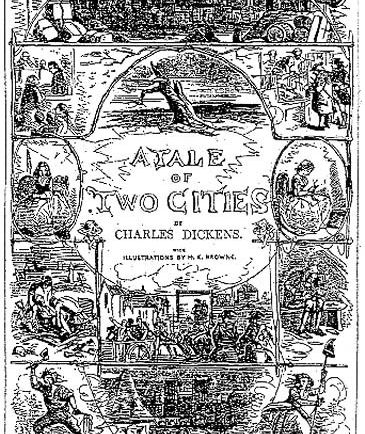 A TALE
OF
TWO CITIES
BY
CHARLES DICKENS.
WITH
ILLUSTRATIONS BY H. K. BROWNE.